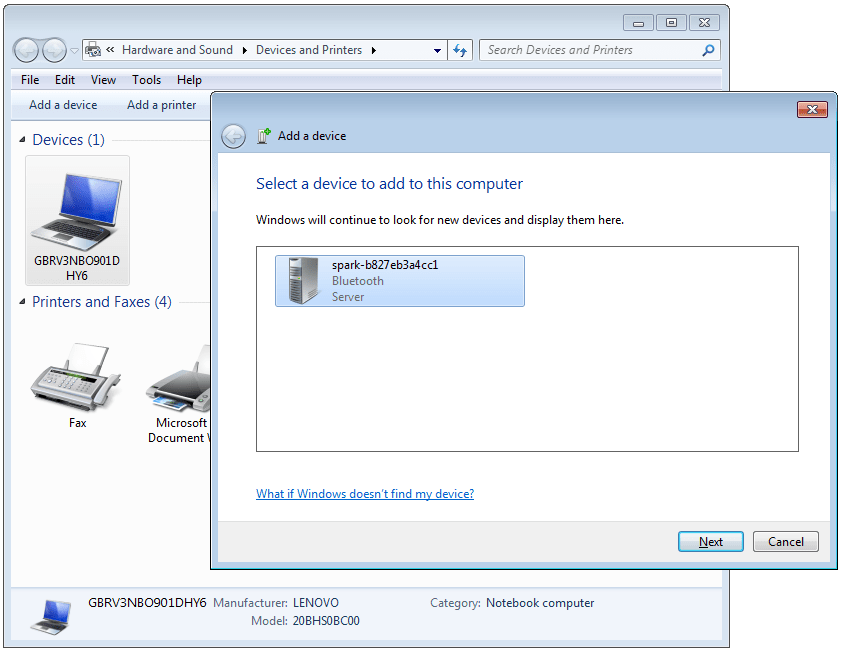 « Hardware and Sound ▸ Devices and Printers ▸
Search Devices and Printers
File Edit View Tools Help
Add a device Add a printer
Devices (1)
GBRV3NBO901D
HY6
Printers and Faxes (4)
Fax
Microsoft
Document
Add a device
Select a device to add to this computer
Windows will continue to look for new devices and display them here.
spark-b827eb3a4cc1
Bluetooth
Server
What if Windows doesn't find my device?
Next Cancel
GBRV3NBO901DHY6 Manufacturer: LENOVO Category: Notebook computer
Model: 20BHS0BC00